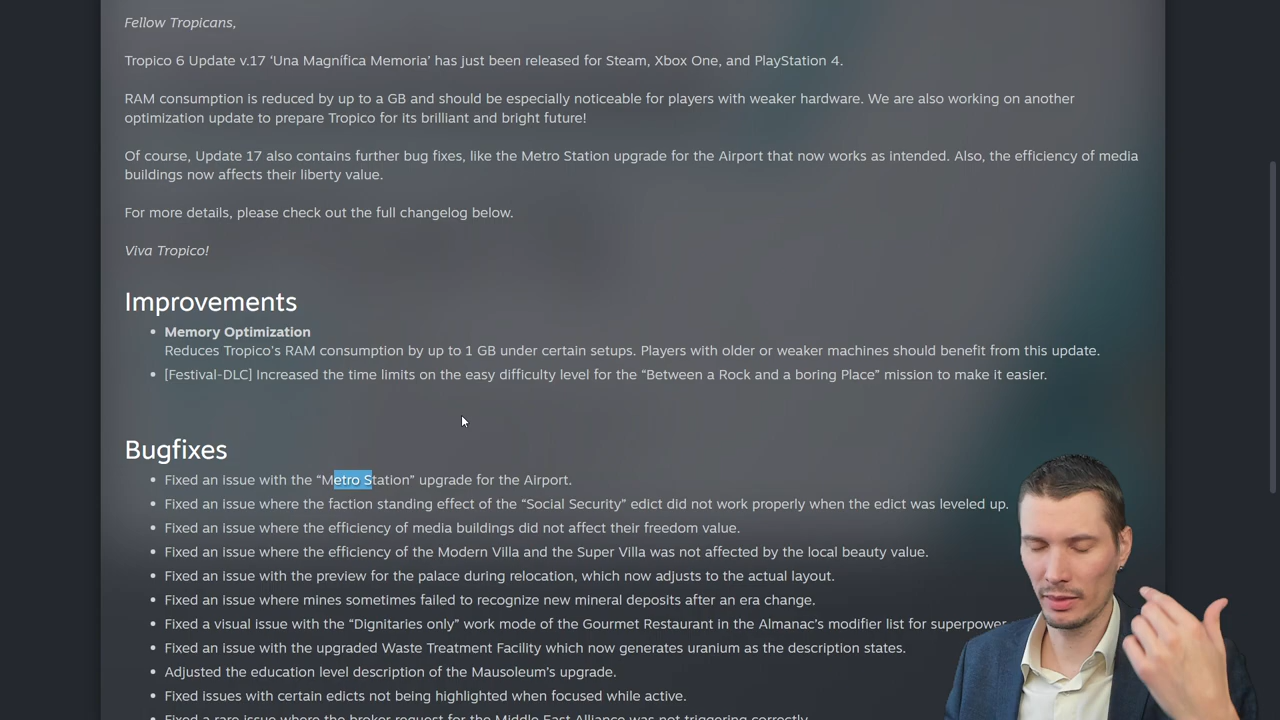 Fellow Tropicans,
Tropico 6 Update v.17 ‘Una Magnífica Memoria’ has just been released for Steam, Xbox One, and PlayStation 4.
RAM consumption is reduced by up to a GB and should be especially noticeable for players with weaker hardware. We are also working on another
optimization update to prepare Tropico for its brilliant and bright future!
Of course, Update 17 also contains further bug fixes, like the Metro Station upgrade for the Airport that now works as intended. Also, the efficiency of media
buildings now affects their liberty value.
For more details, please check out the full changelog below.
Viva Tropico!
Improvements
Memory Optimization
Reduces Tropico’s RAM consumption by up to 1 GB under certain setups. Players with older or weaker machines should benefit from this update.
[Festival-DLC] Increased the time limits on the easy difficulty level for the “Between a Rock and a boring Place” mission to make it easier.
Bugfixes
Fixed an issue with the “Metro Station” upgrade for the Airport.
Fixed an issue where the faction standing effect of the “Social Security” edict did not work properly when the edict was leveled up.
Fixed an issue where the efficiency of media buildings did not affect their freedom value.
Fixed an issue where the efficiency of the Modern Villa and the Super Villa was not affected by the local beauty value.
Fixed an issue with the preview for the palace during relocation, which now adjusts to the actual layout.
Fixed an issue where mines sometimes failed to recognize new mineral deposits after an era change.
Fixed a visual issue with the “Dignitaries only” work mode of the Gourmet Restaurant in the Almanac’s modifier list for superpower
Fixed an issue with the upgraded Waste Treatment Facility which now generates uranium as the description states.
Adjusted the education level description of the Mausoleum’s upgrade.
Fixed issues with certain edicts not being highlighted when focused while active.
Fixed a rare issue where the broker request for the Middle East Alliance was not triggering correctly.